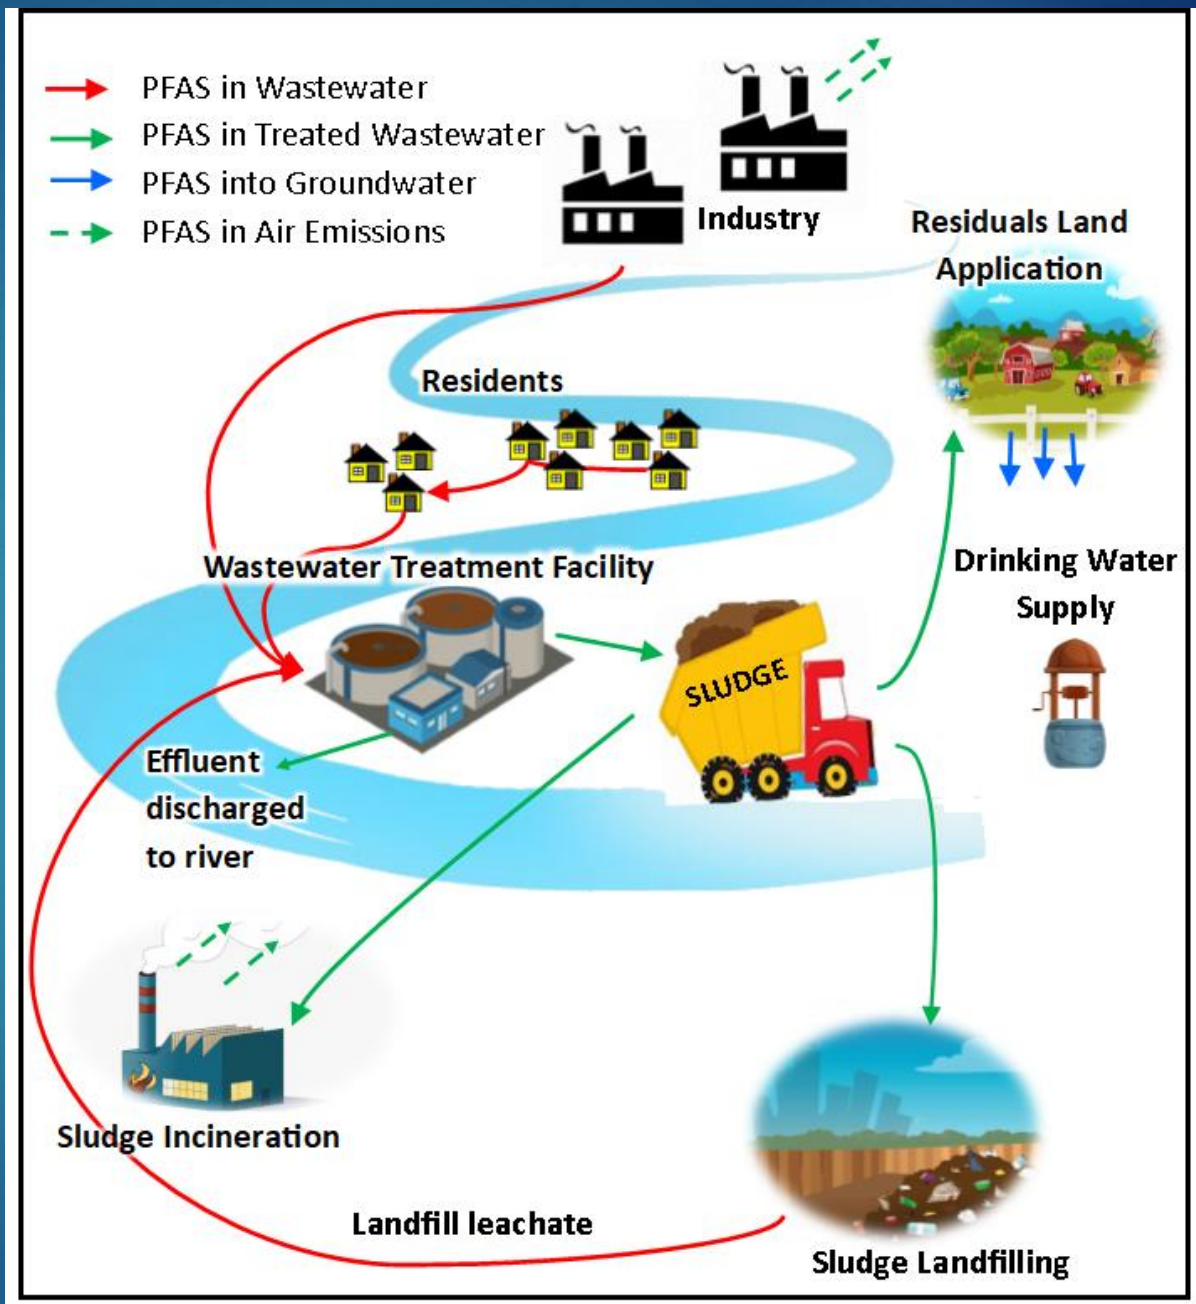 PFAS in Wastewater
PFAS in Treated Wastewater
PFAS into Groundwater
PFAS in Air Emissions
Industry
Residuals Land
Application
Residents
Wastewater Treatment Facility
Drinking Water
Supply
SLUDGE
Effluent
discharged
to river
Sludge Incineration
Landfill leachate
Sludge Landfilling